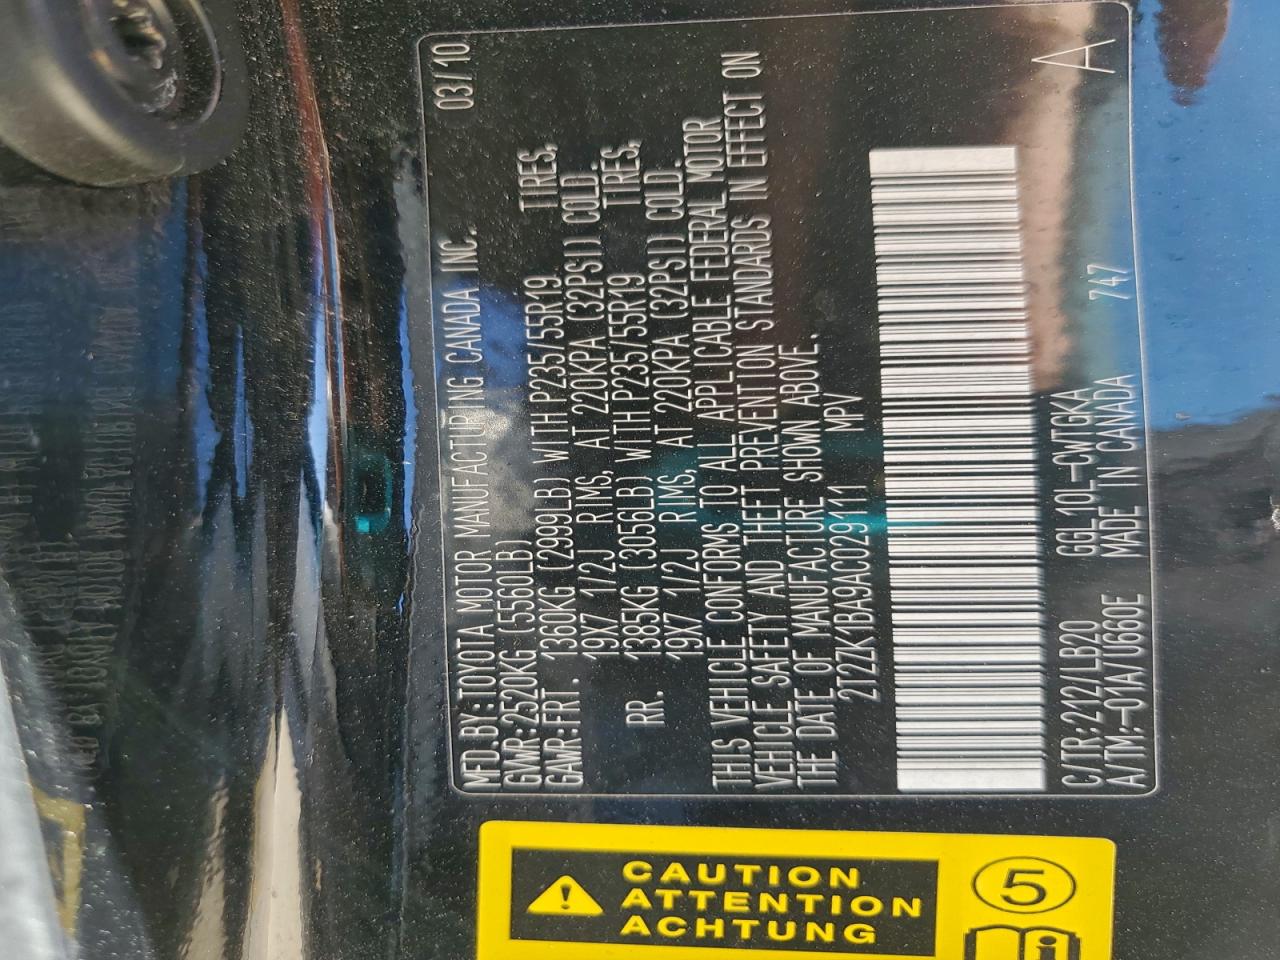 MFD.BY:TOYOTA MOTOR MANUFACTURING CANADA INC. 03/10
GVWR:2520KG (5560LB)
GAWR:FRT. 1360KG (2999LB) WITH P235/55R19 TIRES,
19X7 1/2J RIMS, AT 220KPA (32PSI) COLD.
RR. 1385KG (3056LB) WITH P235/55R19 TIRES,
19X7 1/2J RIMS, AT 220KPA (32PSI) COLD.
THIS VEHICLE CONFORMS TO ALL APPLICABLE FEDERAL MOTOR
VEHICLE SAFETY AND THEFT PREVENTION STANDARDS IN EFFECT ON
THE DATE OF MANUFACTURE SHOWN ABOVE.
2T2ZK1BA9AC029111 MPV
C/TR:212/LB20 GGL10L-CWTGKA
A/TM:-01A/U660E MADE IN CANADA 747 A
CAUTION
ATTENTION
ACHTUNG
5
i